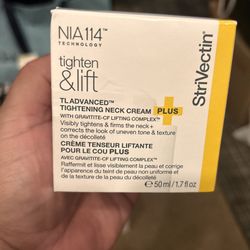 NIA114™
TECHNOLOGY
tighten
&lift
StriVectin®
TL ADVANCED™
TIGHTENING NECK CREAM PLUS
WITH GRAVITITE-CF LIFTING COMPLEX™
Visibly tightens & firms the neck +
corrects the look of uneven tone & texture
on the décolleté
CRÈME TENSEUR LIFTANTE
POUR LE COU PLUS
AVEC GRAVITITE-CF LIFTING COMPLEX™
Raffermit et lisse visiblement la peau et corrige
l'apparence du teint de peau non uniforme et
de la texture de la peau du décolleté
℮ 50 ml/1.7 fl oz